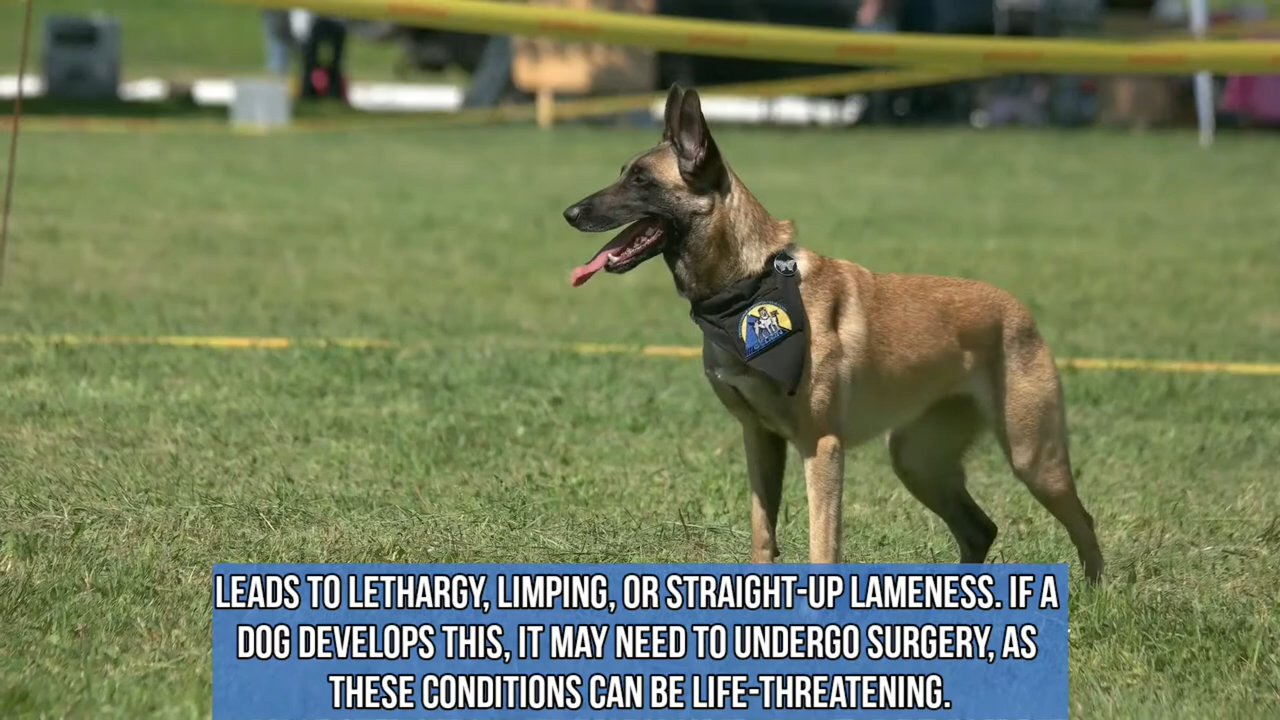 LEADS TO LETHARGY, LIMPING, OR STRAIGHT-UP LAMENESS. IF A
DOG DEVELOPS THIS, IT MAY NEED TO UNDERGO SURGERY, AS
THESE CONDITIONS CAN BE LIFE-THREATENING.